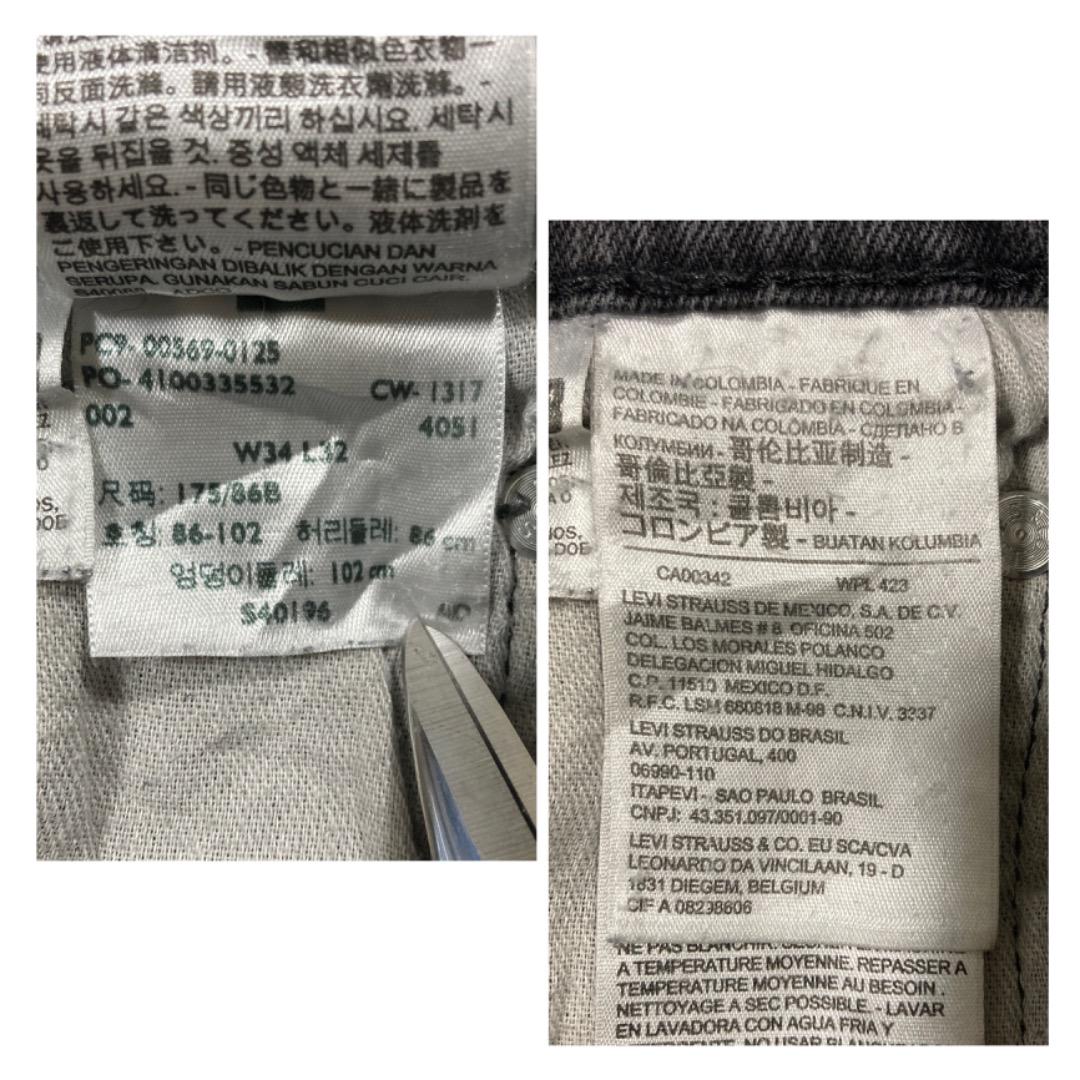 使用液体清洁剂。- 需和相似色衣物一
同反面洗滌。請用液態洗衣劑洗滌。-
세탁시 같은 색상끼리 하십시요. 세탁시
옷을 뒤집을 것. 중성 액체 세제를
사용하세요. - 同じ色物と一緒に製品を
裏返して洗ってください。液体洗剤を
ご使用下さい。- PENCUCIAN DAN
PENGERINGAN DIBALIK DENGAN WARNA
SERUPA. GUNAKAN SABUN CUCI CAIR.
PC9- 00569-0125
PO- 4100335532 CW- 1317
002 4051
W34 L32
尺码: 175/86B
호칭: 86-102 허리둘레: 86 cm
엉덩이둘레: 102 cm
S40196
MADE IN COLOMBIA - FABRIQUE EN
COLOMBIE - FABRIGADO EN COLOMBIA -
FABRICADO NA COLÔMBIA - СДЕЛАНО В
КОЛУМБИИ - 哥伦比亚制造 -
哥倫比亞製 -
제조국 : 콜롬비아 -
コロンビア製 - BUATAN KOLUMBIA
CA00342 WPL 423
LEVI STRAUSS DE MEXICO, S.A. DE C.V.
JAIME BALMES # 8 OFICINA 502
COL. LOS MORALES POLANCO
DELEGACION MIGUEL HIDALGO
C.P. 11510 MEXICO D.F.
R.F.C. LSM 680818 M-98 C.N.I.V. 3237
LEVI STRAUSS DO BRASIL
AV. PORTUGAL, 400
06990-110
ITAPEVI - SAO PAULO BRASIL
CNPJ: 43.351.097/0001-90
LEVI STRAUSS & CO. EU SCA/CVA
LEONARDO DA VINCILAAN, 19 - D
1831 DIEGEM, BELGIUM
CIF A 08298606
NE PAS BLANCHIR.
A TEMPERATURE MOYENNE. REPASSER A
TEMPERATURE MOYENNE AU BESOIN .
NETTOYAGE A SEC POSSIBLE. - LAVAR
EN LAVADORA CON AGUA FRIA Y